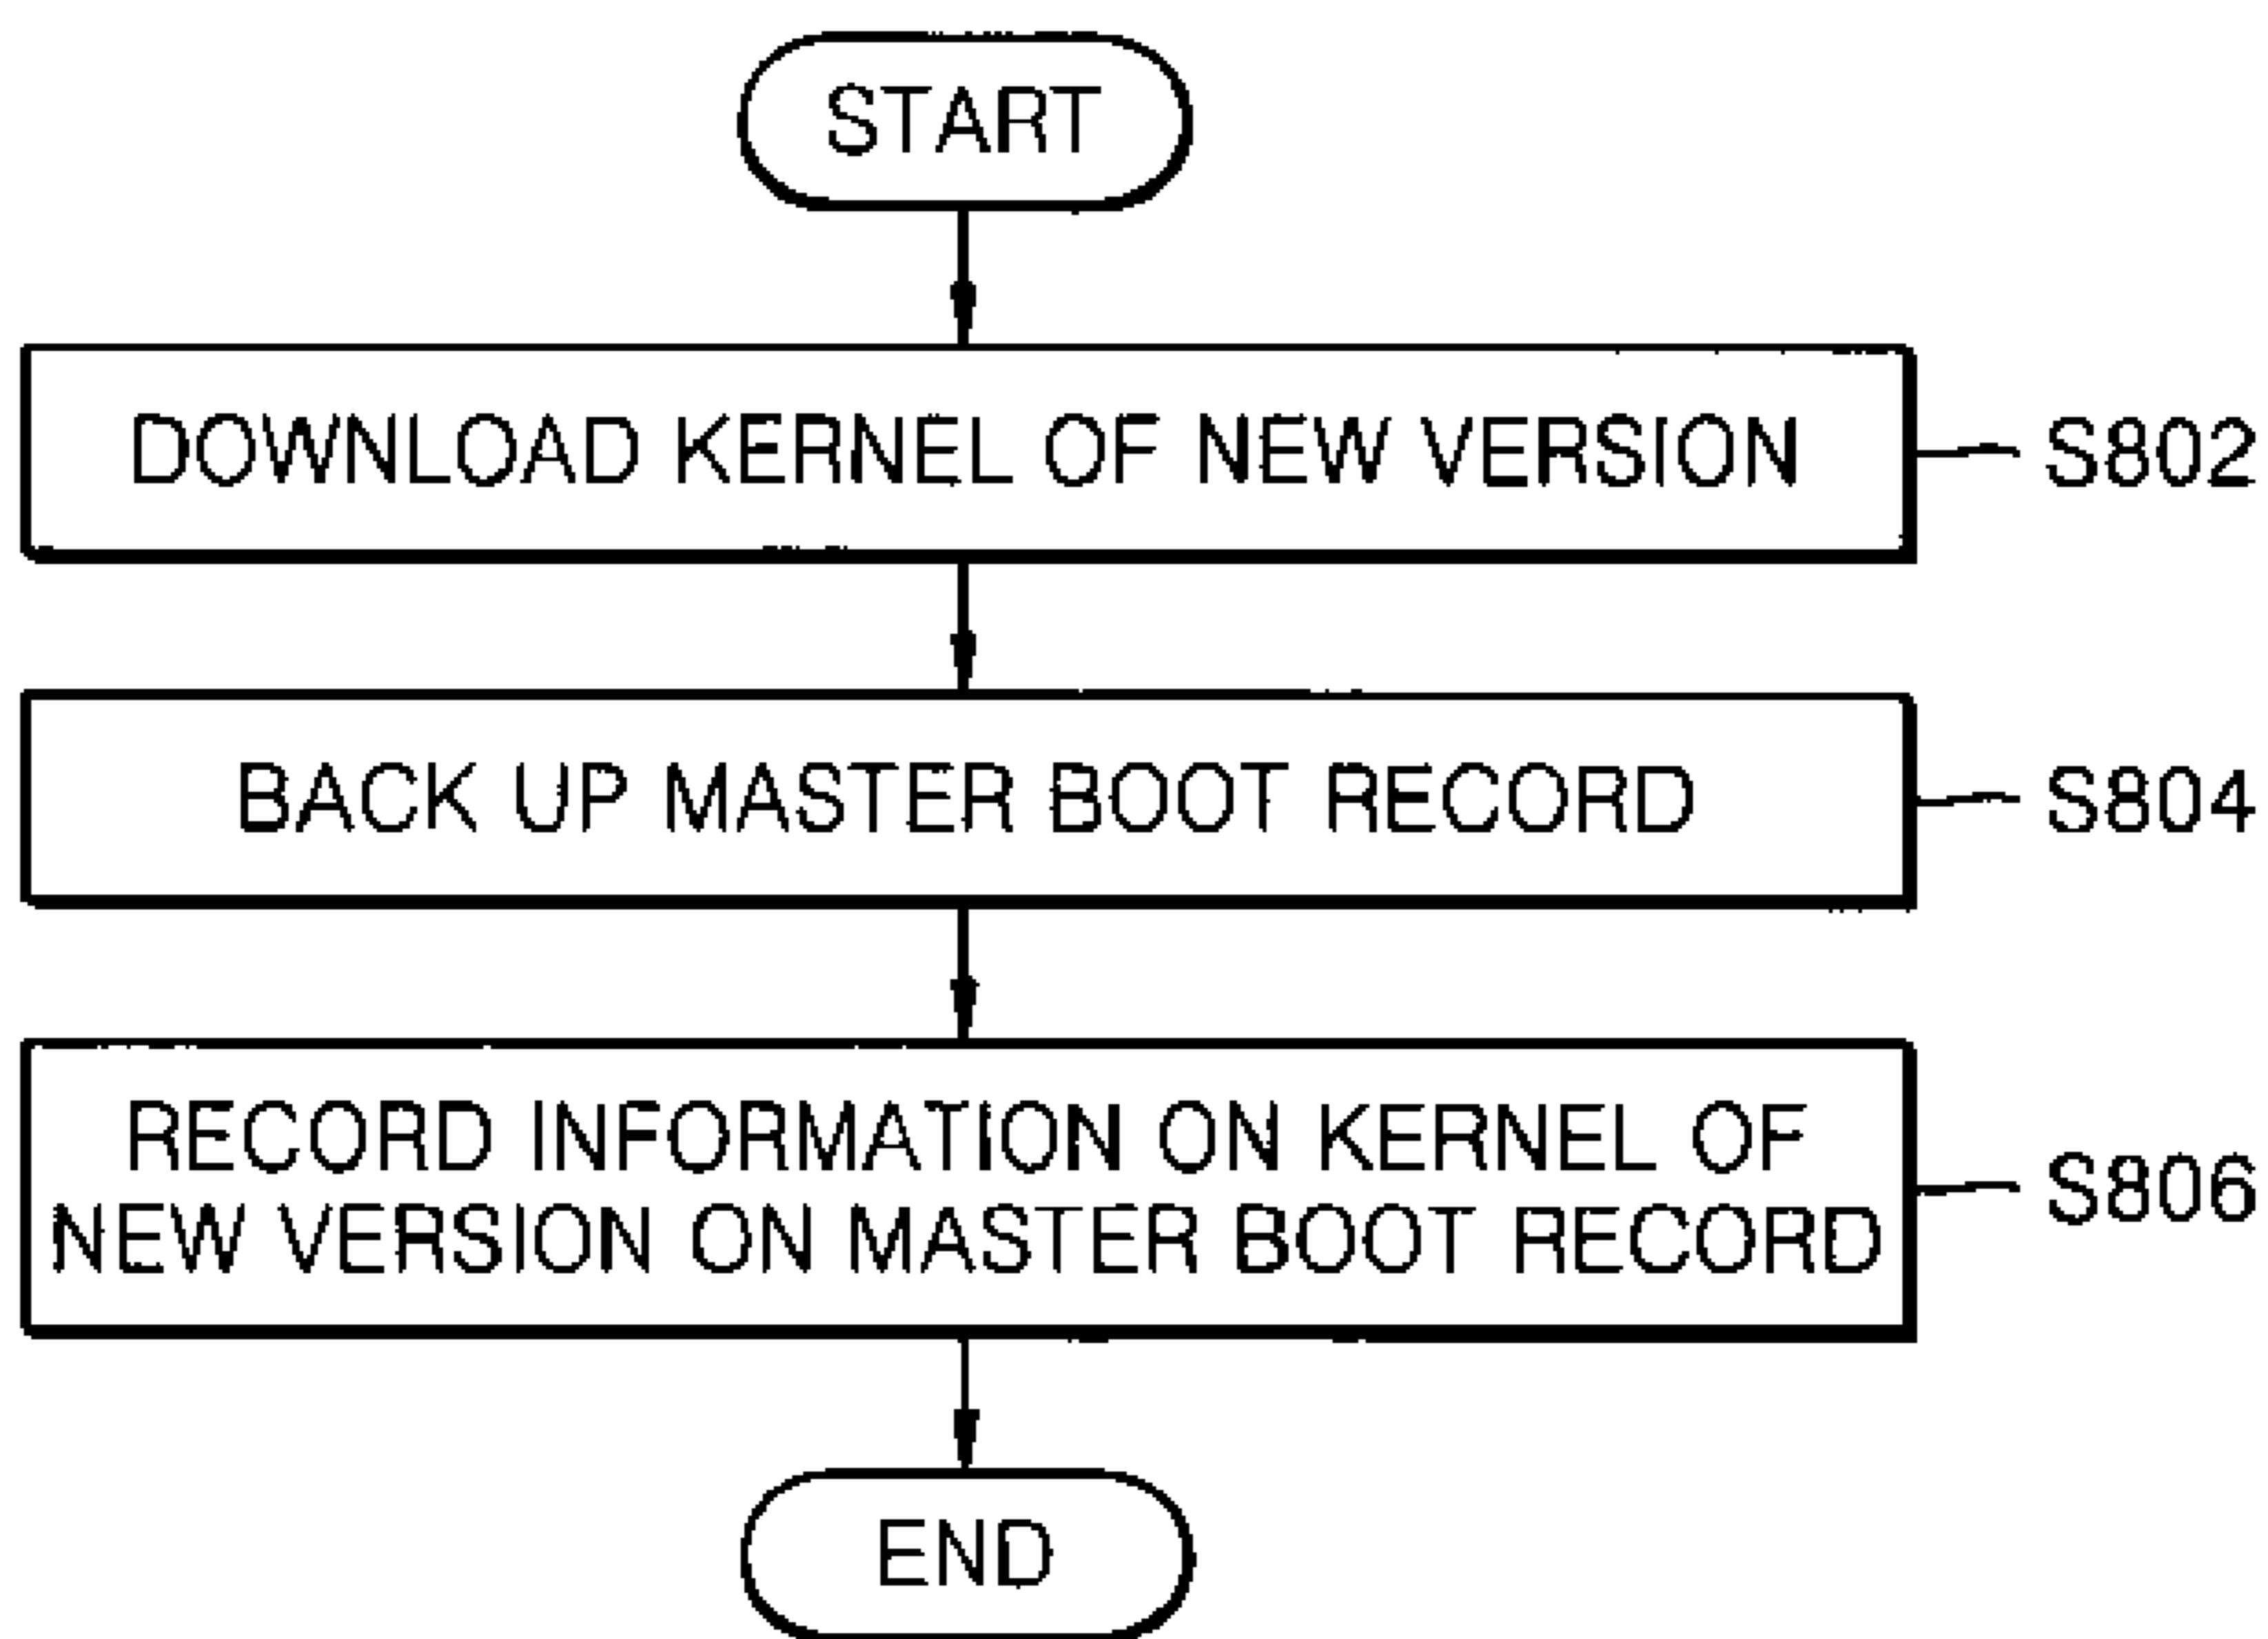 START
DOWNLOAD KERNEL OF NEW VERSION
S802
BACK UP MASTER BOOT RECORD
S804
RECORD INFORMATION ON KERNEL OF
NEW VERSION ON MASTER BOOT RECORD
S806
END